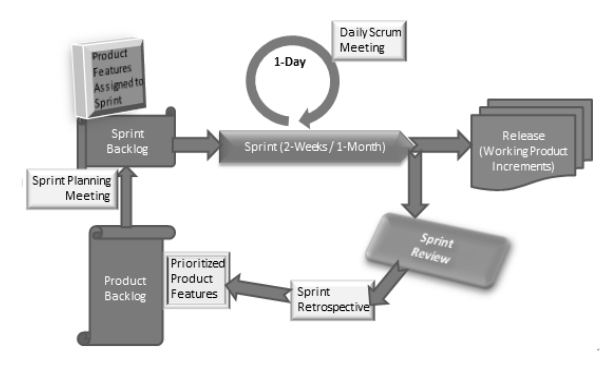 Daily Scrum
Meeting
1-Day
Product
Features
Assigned to
Sprint
Sprint
Backlog
Sprint (2-Weeks / 1-Month)
Release
(Working Product
Increments)
Sprint Planning
Meeting
Sprint
Review
Product
Backlog
Prioritized
Product
Features
Sprint
Retrospective